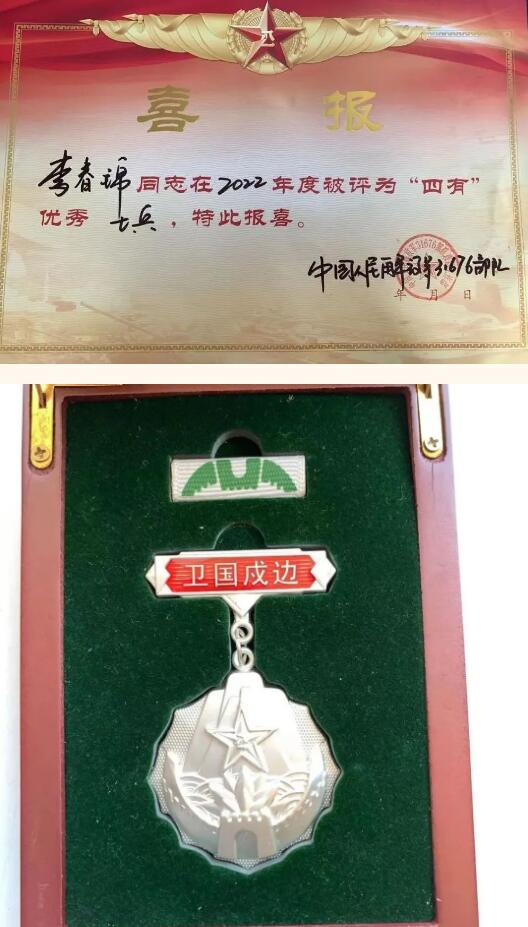 喜 报
李春锦同志在2022年度被评为“四有”
优秀 士兵，特此报喜。
中国人民解放军31676部队
年 月 日
卫国戍边